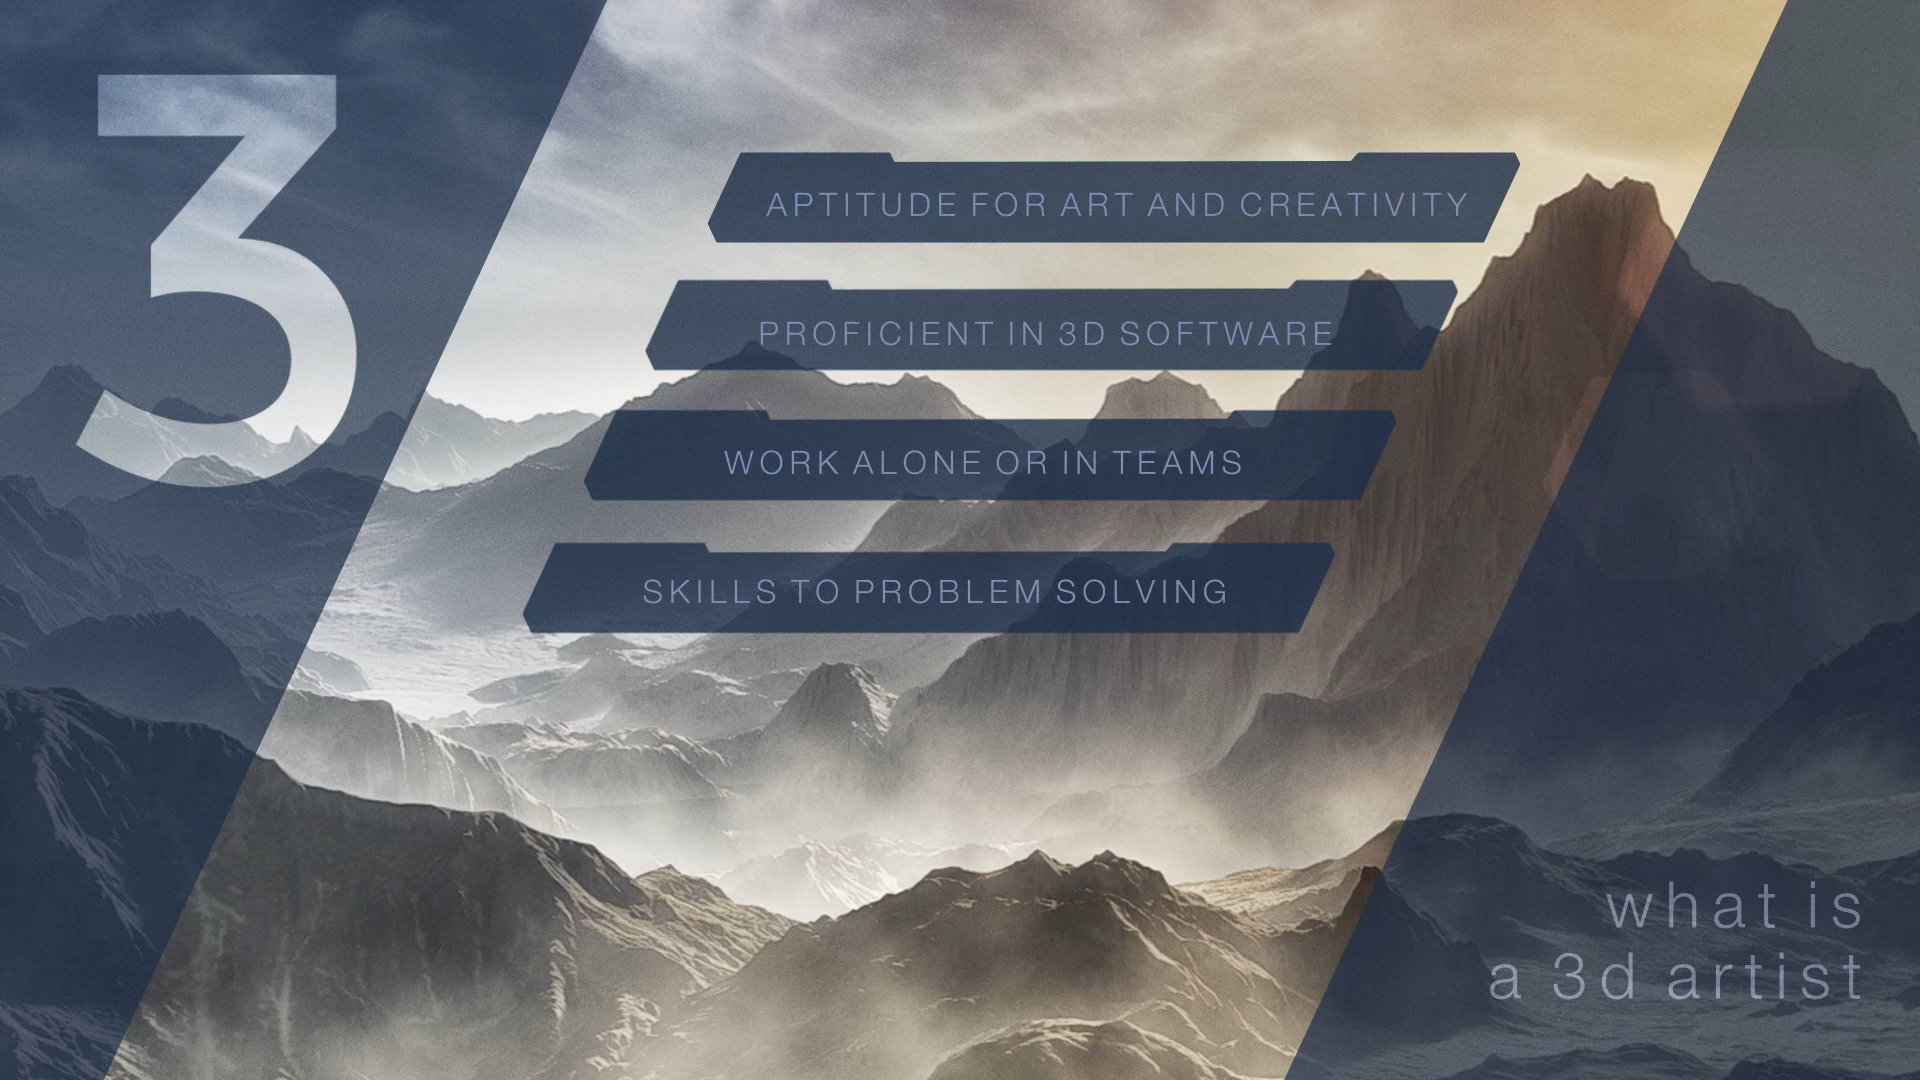 3
APTITUDE FOR ART AND CREATIVITY
PROFICIENT IN 3D SOFTWARE
WORK ALONE OR IN TEAMS
SKILLS TO PROBLEM SOLVING
what is
a 3d artist